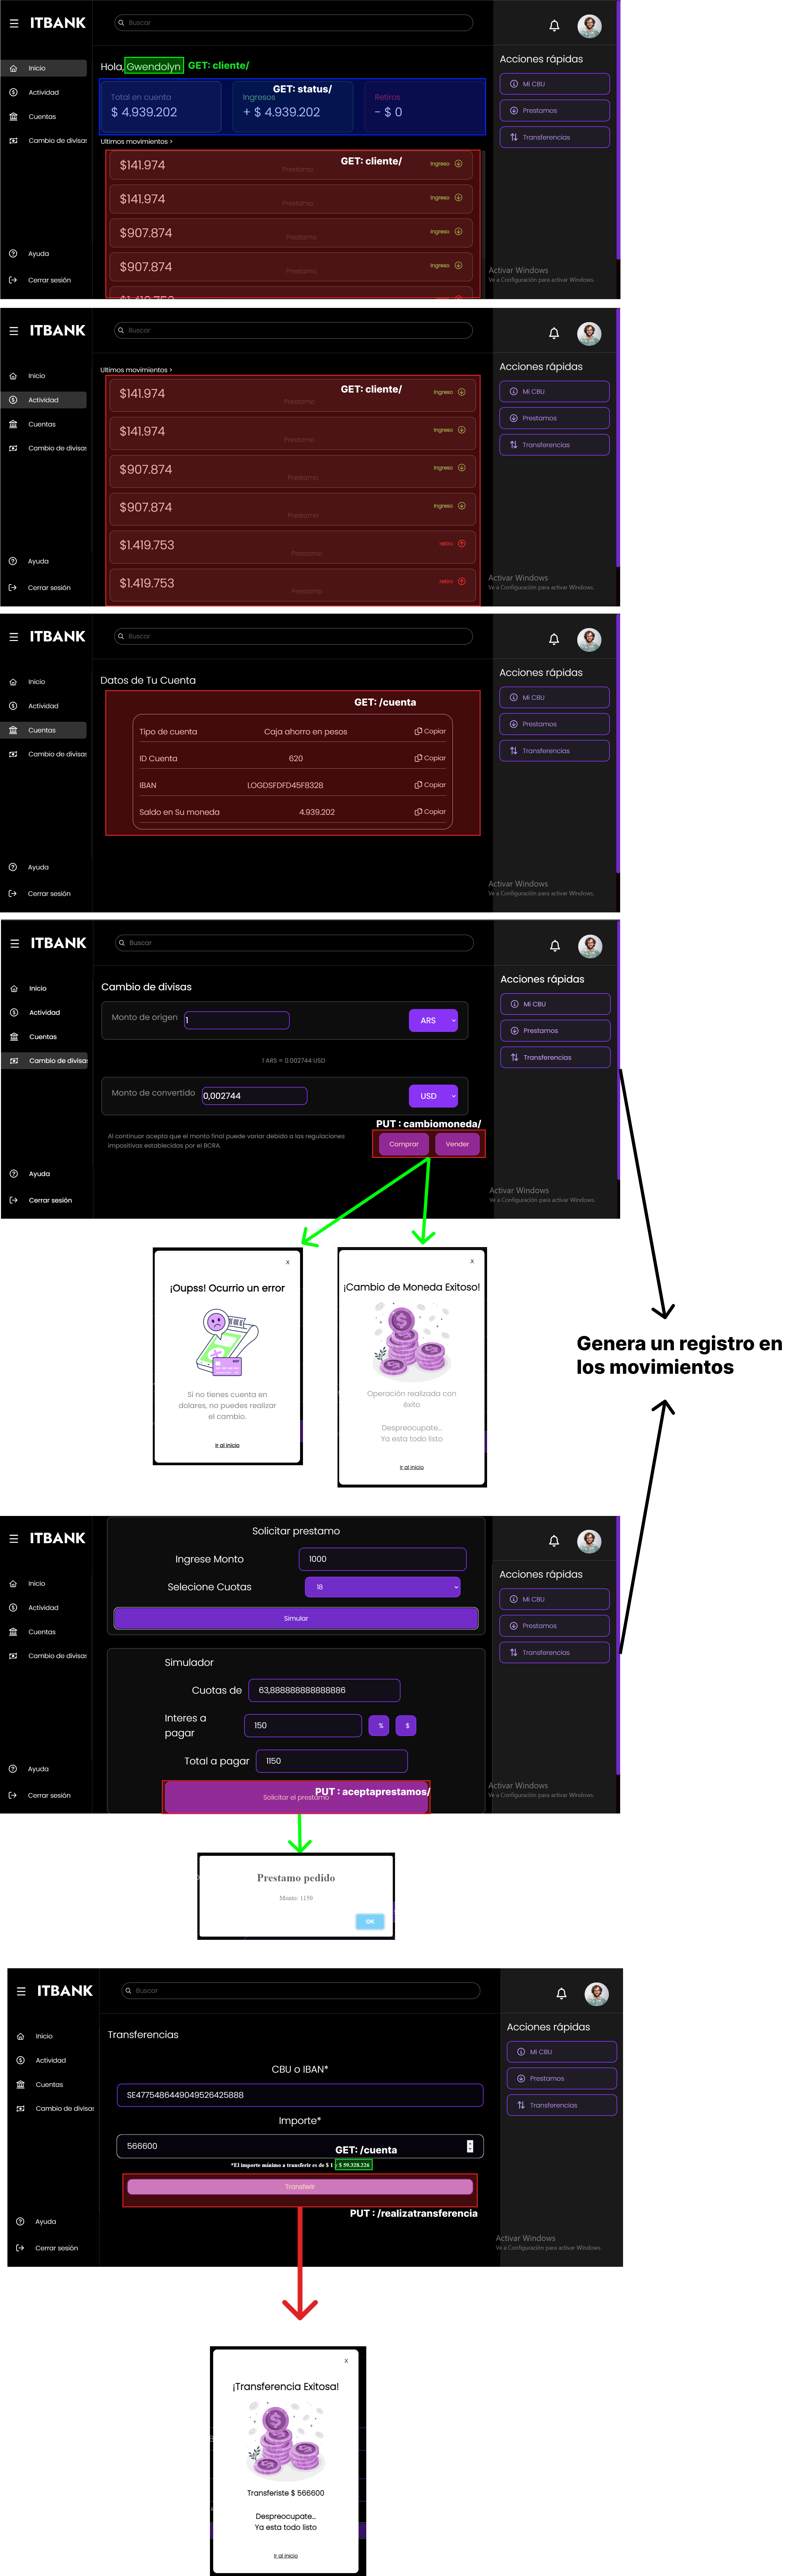 ITBANK
Buscar
Hola, Gwendolyn GET: cliente/
Inicio
Actividad
Cuentas
Cambio de divisas
Ayuda
Cerrar sesión
GET: status/
Total en cuenta
$ 4.939.202
Ingresos
+ $ 4.939.202
Retiros
- $ 0
Ultimos movimientos >
GET: cliente/
$141.974
Prestamo
Ingreso
$141.974
Prestamo
Ingreso
$907.874
Prestamo
Ingreso
$907.874
Prestamo
Ingreso
$1.419.753
Acciones rápidas
Mi CBU
Prestamos
Transferencias
Activar Windows
Ve a Configuración para activar Windows.
ITBANK
Buscar
Inicio
Actividad
Cuentas
Cambio de divisas
Ayuda
Cerrar sesión
Ultimos movimientos >
GET: cliente/
$141.974
Prestamo
Ingreso
$141.974
Prestamo
Ingreso
$907.874
Prestamo
Ingreso
$907.874
Prestamo
Ingreso
$1.419.753
Prestamo
retiro
$1.419.753
Prestamo
retiro
Acciones rápidas
Mi CBU
Prestamos
Transferencias
Activar Windows
Ve a Configuración para activar Windows.
ITBANK
Buscar
Inicio
Actividad
Cuentas
Cambio de divisas
Ayuda
Cerrar sesión
Datos de Tu Cuenta
GET: /cuenta
Tipo de cuenta Caja ahorro en pesos Copiar
ID Cuenta 620 Copiar
IBAN LOGDSFDFD45F8328 Copiar
Saldo en Su moneda 4.939.202 Copiar
Acciones rápidas
Mi CBU
Prestamos
Transferencias
Activar Windows
Ve a Configuración para activar Windows.
ITBANK
Buscar
Inicio
Actividad
Cuentas
Cambio de divisas
Ayuda
Cerrar sesión
Cambio de divisas
Monto de origen 1 ARS
1 ARS = 0.002744 USD
Monto de convertido 0,002744 USD
PUT : cambiomoneda/
Al continuar acepta que el monto final puede variar debido a las regulaciones
impositivas establecidas por el BCRA.
Comprar
Vender
Acciones rápidas
Mi CBU
Prestamos
Transferencias
Activar Windows
Ve a Configuración para activar Windows.
X
¡Oupss! Ocurrio un error
Si no tienes cuenta en
dolares, no puedes realizar
el cambio.
Ir al inicio
X
¡Cambio de Moneda Exitoso!
Operación realizada con
éxito
Despreocupate...
Ya esta todo listo
Ir al inicio
Genera un registro en
los movimientos
ITBANK
Inicio
Actividad
Cuentas
Cambio de divisas
Ayuda
Cerrar sesión
Solicitar prestamo
Ingrese Monto 1000
Selecione Cuotas 18
Simular
Simulador
Cuotas de 63,888888888888886
Interes a
pagar
150 % $
Total a pagar 1150
Solicitar el prestamo
PUT : aceptaprestamos/
Acciones rápidas
Mi CBU
Prestamos
Transferencias
Activar Windows
Ve a Configuración para activar Windows.
Prestamo pedido
Monto: 1150
OK
ITBANK
Buscar
Inicio
Actividad
Cuentas
Cambio de divisas
Ayuda
Cerrar sesión
Transferencias
CBU o IBAN*
SE4775486449049526425888
Importe*
566600
GET: /cuenta
*El importe mínimo a transferir es de $ 1 y $ 59.328.226
Transferir
PUT : /realizatransferencia
Acciones rápidas
Mi CBU
Prestamos
Transferencias
Activar Windows
Ve a Configuración para activar Windows.
X
¡Transferencia Exitosa!
Transferiste $ 566600
Despreocupate...
Ya esta todo listo
Ir al inicio